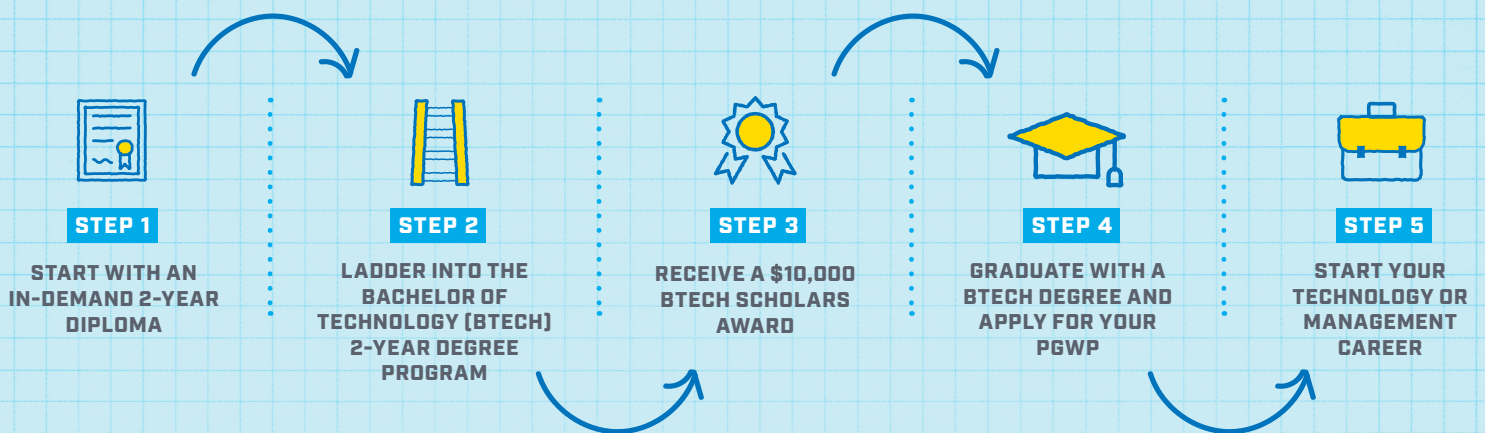 STEP 1
START WITH AN
IN-DEMAND 2-YEAR
DIPLOMA
STEP 2
LADDER INTO THE
BACHELOR OF
TECHNOLOGY (BTECH)
2-YEAR DEGREE
PROGRAM
STEP 3
RECEIVE A $10,000
BTECH SCHOLARS
AWARD
STEP 4
GRADUATE WITH A
BTECH DEGREE AND
APPLY FOR YOUR
PGWP
STEP 5
START YOUR
TECHNOLOGY OR
MANAGEMENT
CAREER